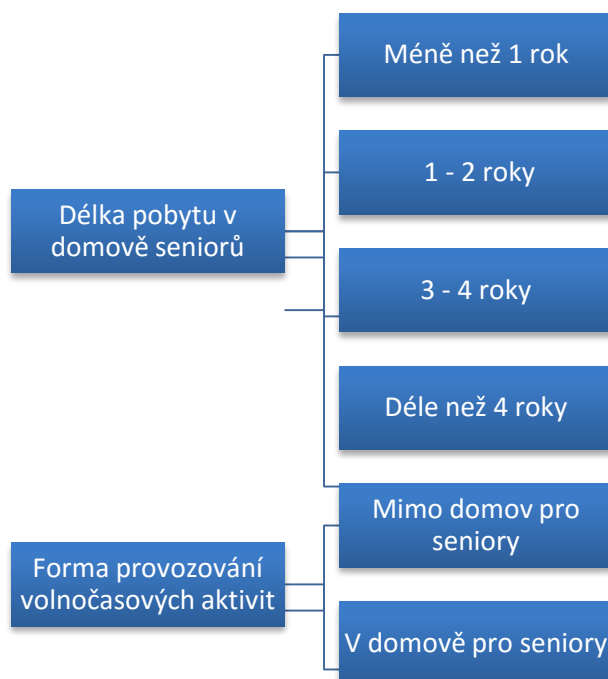 Méně než 1 rok
1 - 2 roky
Délka pobytu v
domově seniorů
3 - 4 roky
Déle než 4 roky
Mimo domov pro
seniory
Forma provozování
volnočasových aktivit
V domově pro seniory